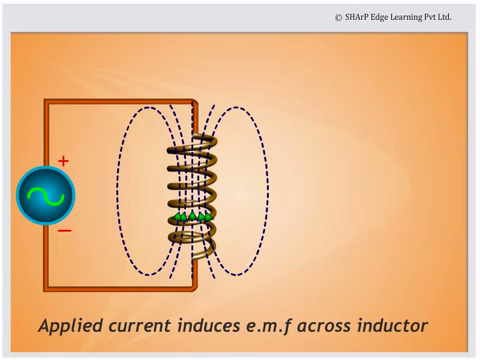 © SHArP Edge Learning Pvt Ltd.
+
−
Applied current induces e.m.f across inductor